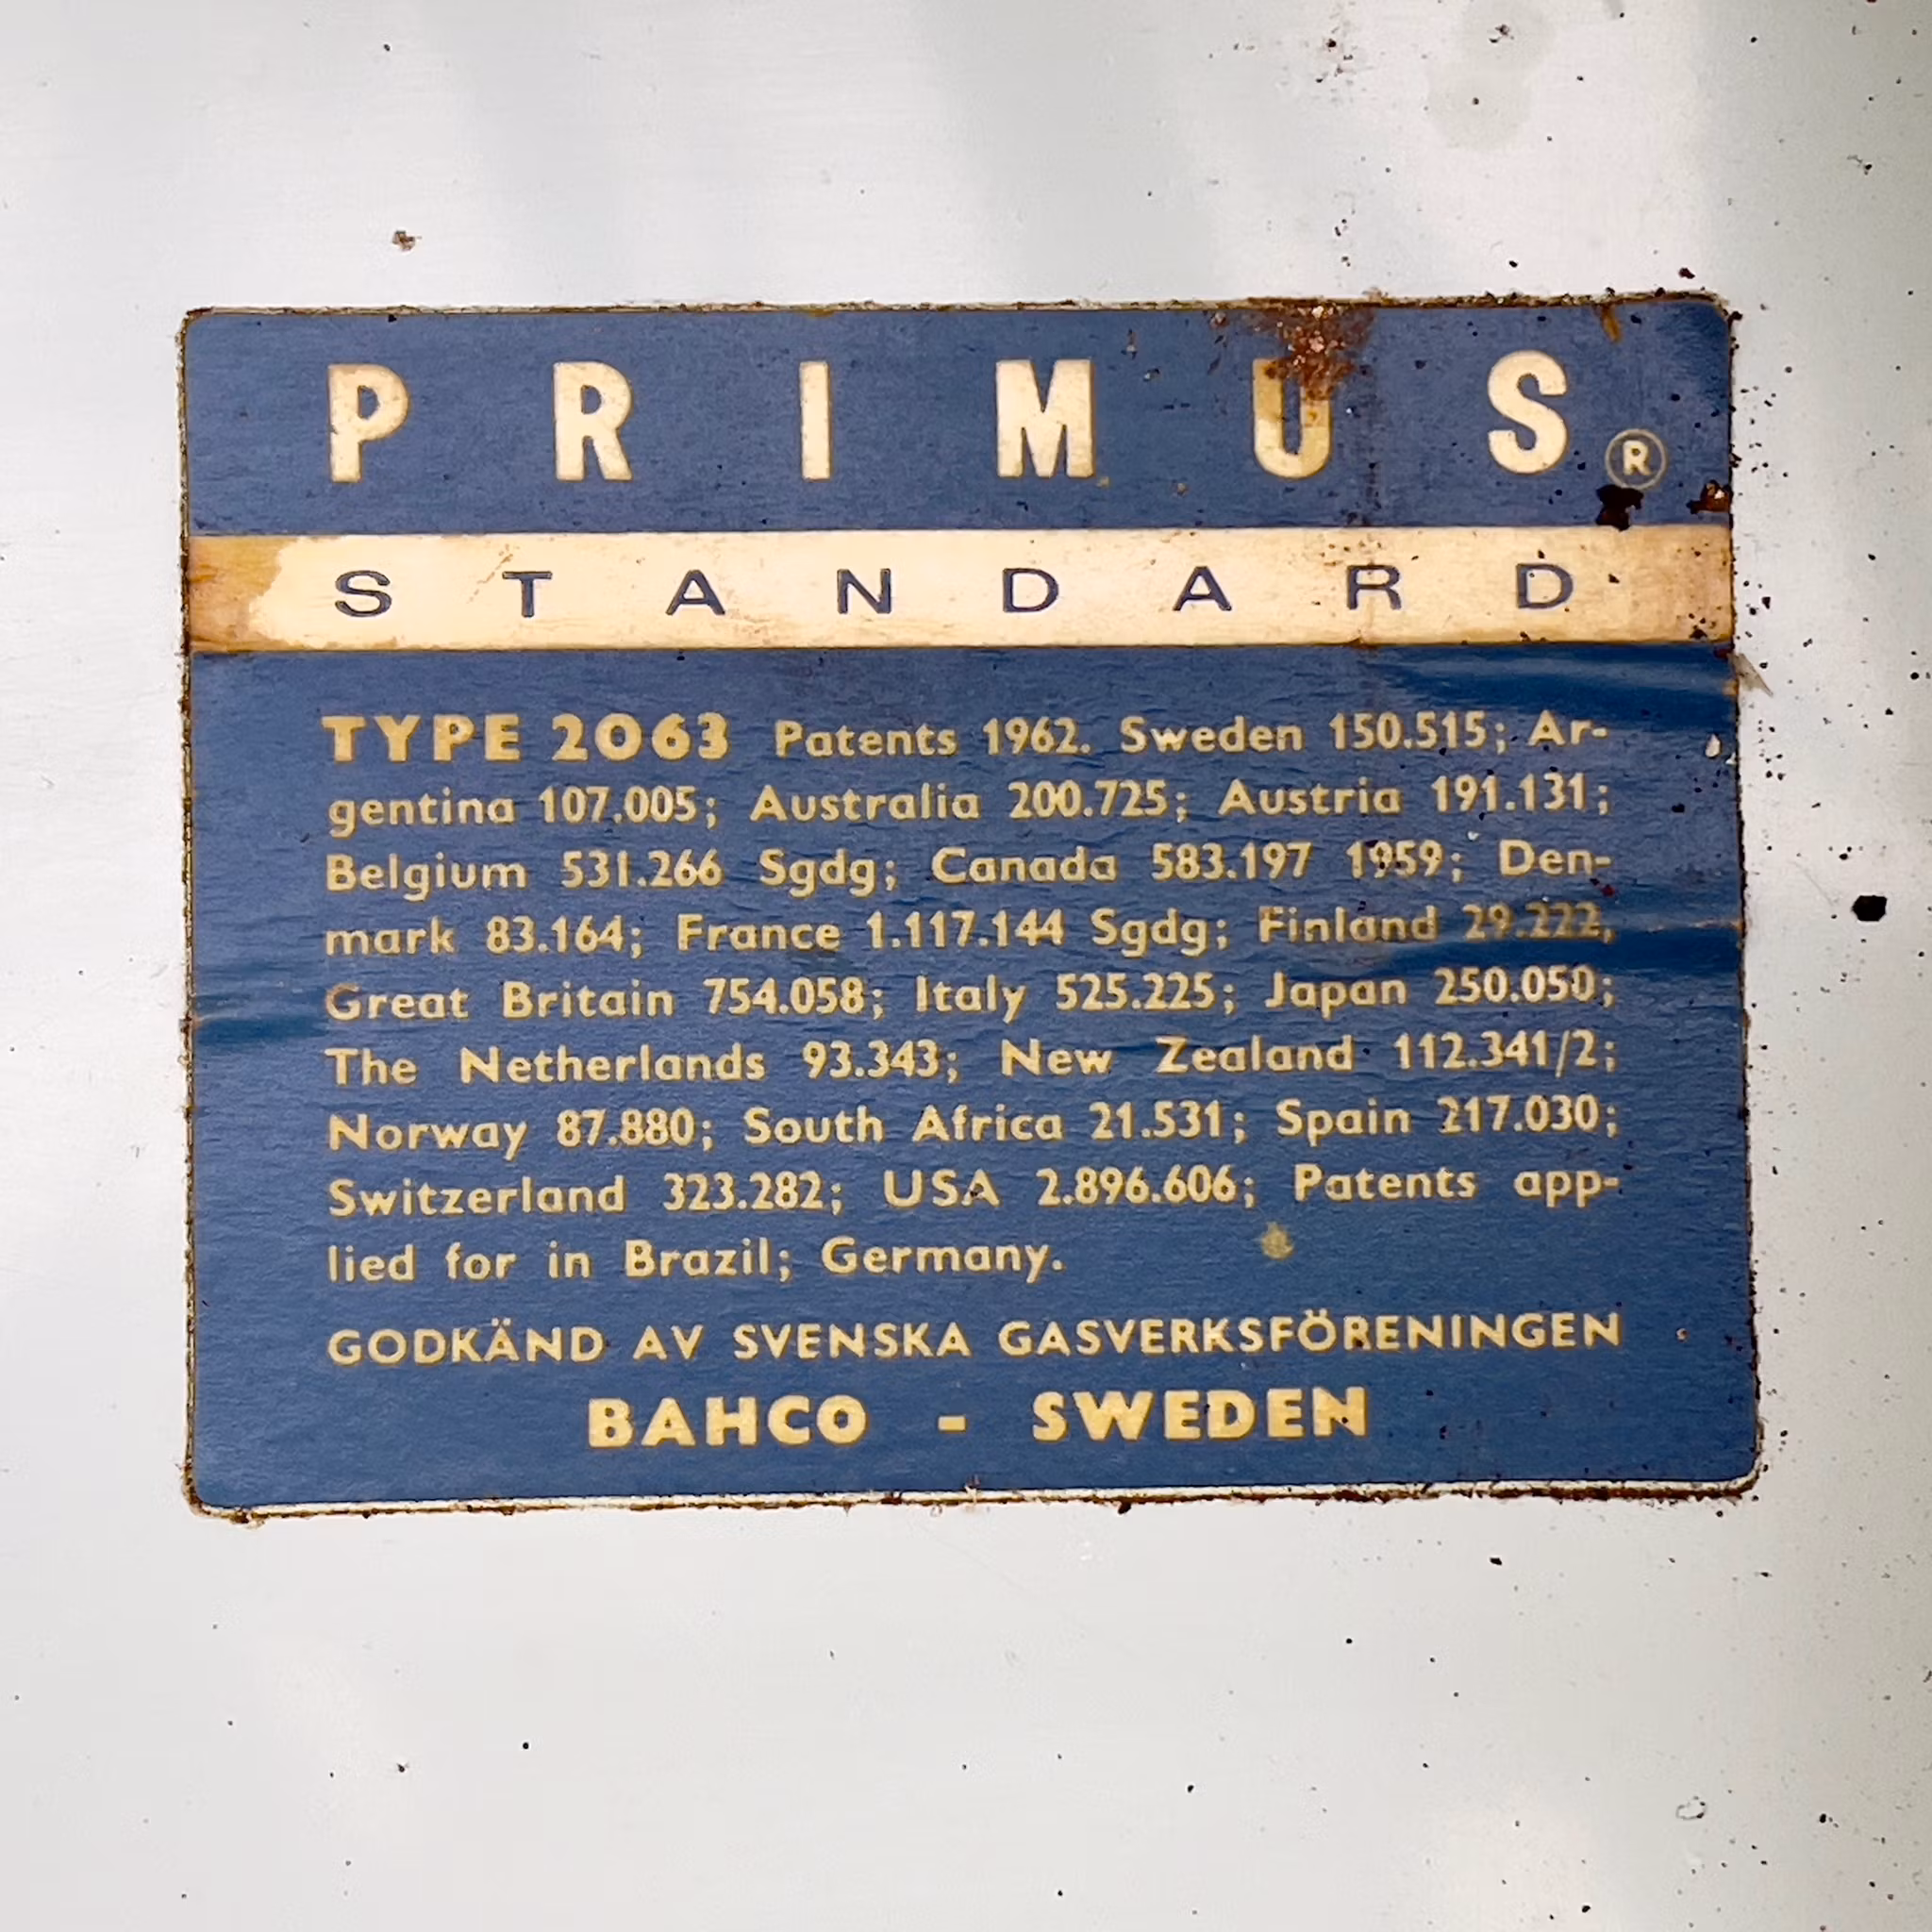 PRIMUS ®
STANDARD
TYPE 2063 Patents 1962. Sweden 150.515; Ar-
gentina 107.005; Australia 200.725; Austria 191.131;
Belgium 531.266 Sgdg; Canada 583.197 1959; Den-
mark 83.164; France 1.117.144 Sgdg; Finland 29.222,
Great Britain 754.058; Italy 525.225; Japan 250.050;
The Netherlands 93.343; New Zealand 112.341/2;
Norway 87.880; South Africa 21.531; Spain 217.030;
Switzerland 323.282; USA 2.896.606; Patents app-
lied for in Brazil; Germany.
GODKÄND AV SVENSKA GASVERKSFÖRENINGEN
BAHCO - SWEDEN